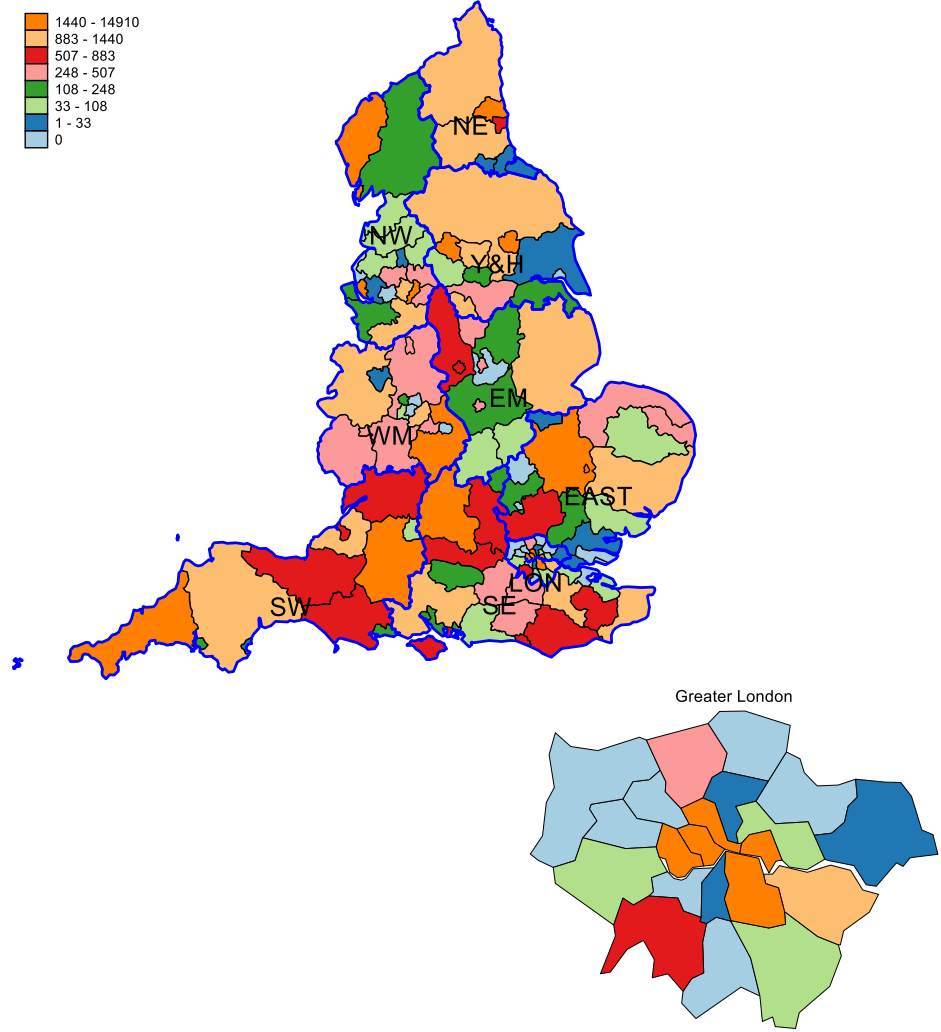 1440 - 14910
883 - 1440
507 - 883
248 - 507
108 - 248
33 - 108
1 - 33
0
NE
NW
Y&H
EM
WM
EAST
LON
SW
SE
Greater London